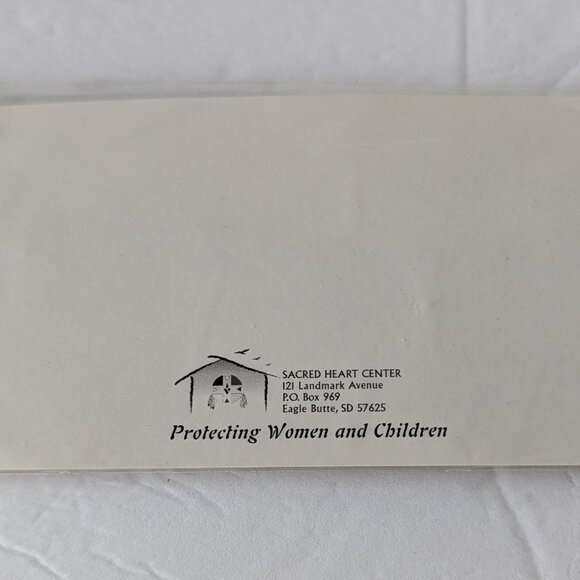 SACRED HEART CENTER
121 Landmark Avenue
P.O. Box 969
Eagle Butte, SD 57625
Protecting Women and Children